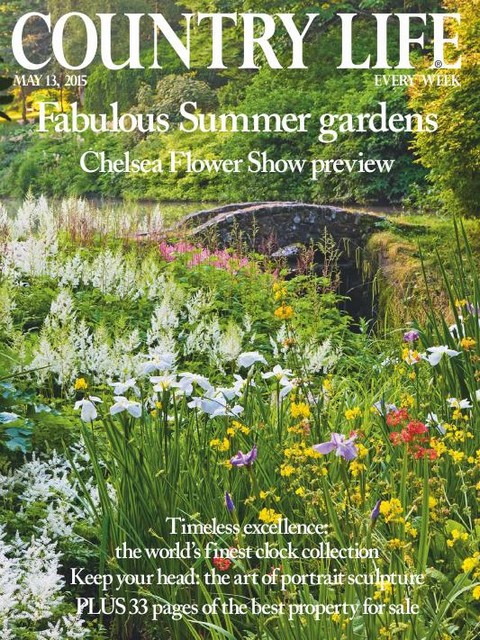 COUNTRY LIFE®
MAY 13, 2015 EVERY WEEK
Fabulous Summer gardens
Chelsea Flower Show preview
Timeless excellence:
the world's finest clock collection
Keep your head: the art of portrait sculpture
PLUS 33 pages of the best property for sale